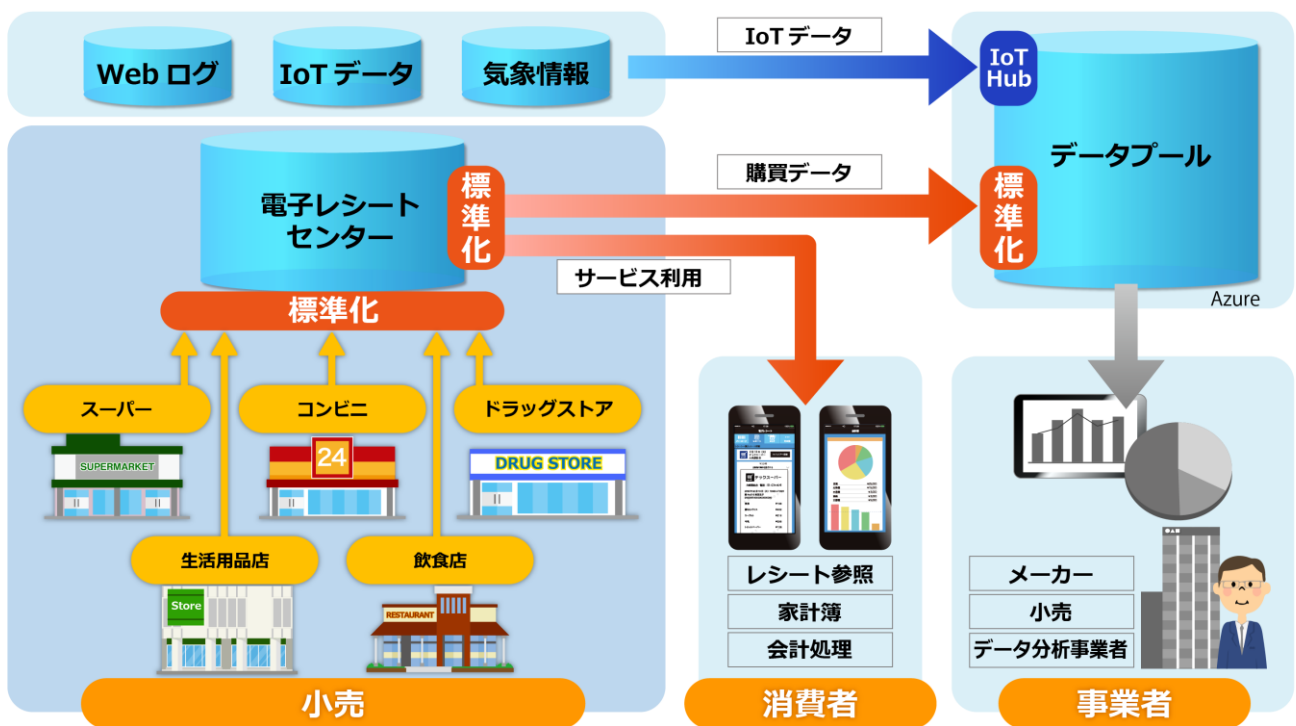 Web ログ
IoT データ
気象情報
IoT データ
IoT
Hub
データプール
電子レシート
センター
標準化
購買データ
標準化
サービス利用
Azure
標準化
スーパー
コンビニ
ドラッグストア
SUPERMARKET
24
DRUG STORE
生活用品店
飲食店
Store
RESTAURANT
レシート参照
家計簿
会計処理
メーカー
小売
データ分析事業者
小売
消費者
事業者